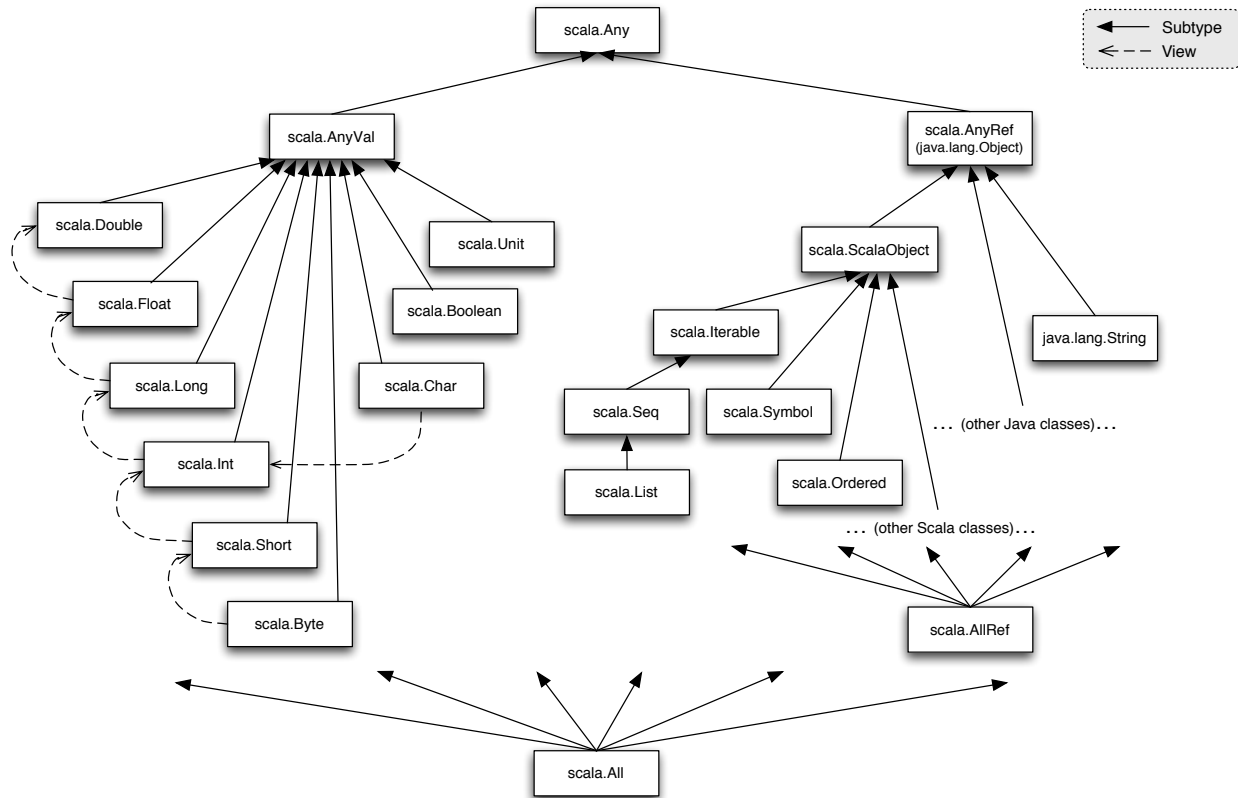 scala.Any
Subtype
View
scala.AnyVal
scala.AnyRef
(java.lang.Object)
scala.Double
scala.Unit
scala.ScalaObject
scala.Float
scala.Boolean
scala.Iterable
java.lang.String
scala.Long
scala.Char
scala.Seq
scala.Symbol
... (other Java classes)...
scala.Int
scala.List
scala.Ordered
scala.Short
... (other Scala classes)...
scala.Byte
scala.AllRef
scala.All